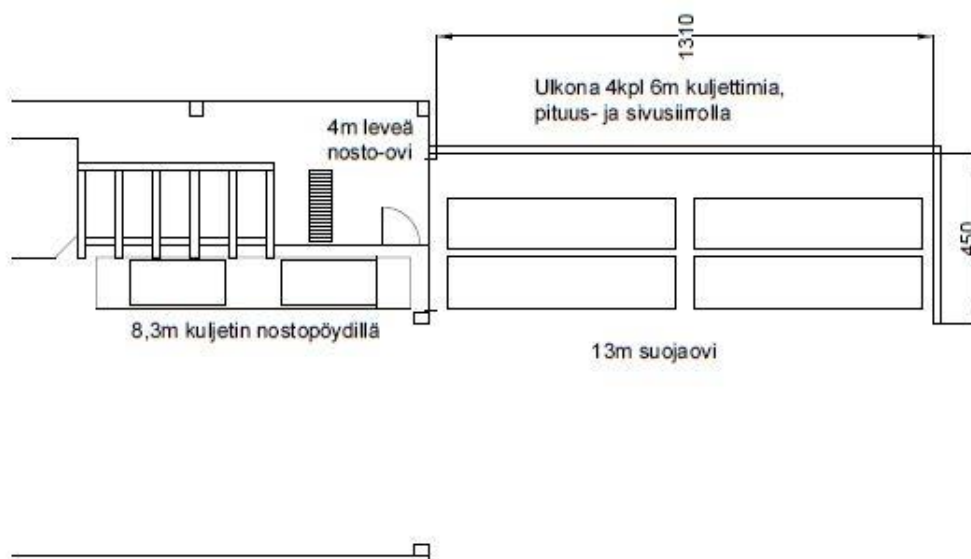 1310
Ulkona 4kpl 6m kuljettimia,
pituus- ja sivusiirrolla
4m leveä
nosto-ovi
450
8,3m kuljetin nostopöydillä
13m suojaovi